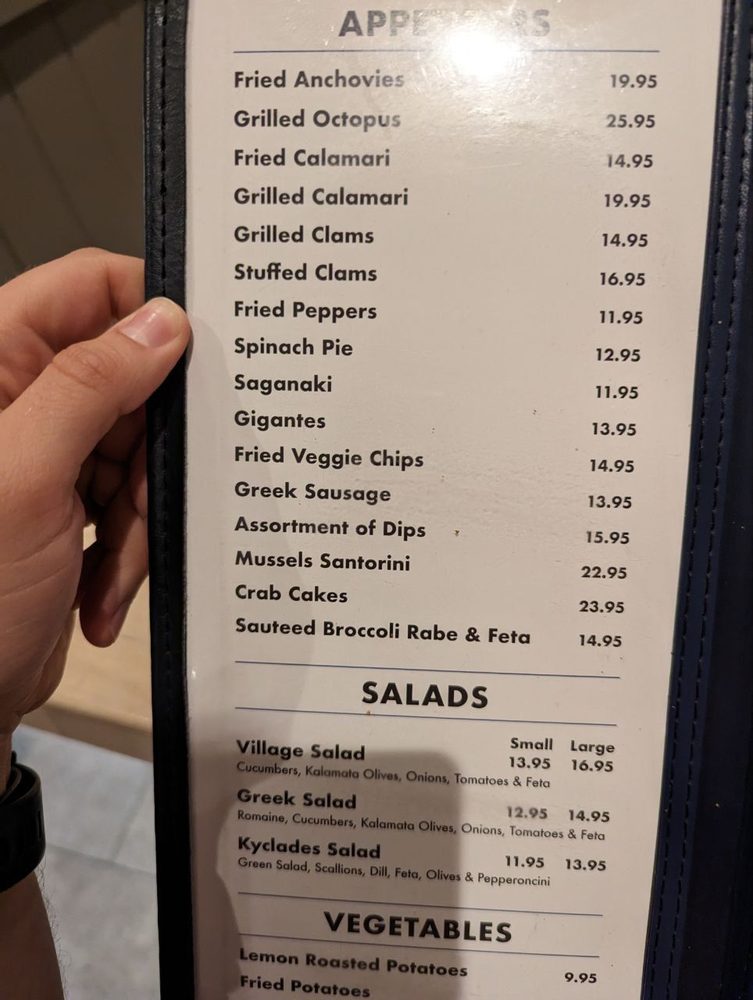 APPETIZERS
Fried Anchovies 19.95
Grilled Octopus 25.95
Fried Calamari 14.95
Grilled Calamari 19.95
Grilled Clams 14.95
Stuffed Clams 16.95
Fried Peppers 11.95
Spinach Pie 12.95
Saganaki 11.95
Gigantes 13.95
Fried Veggie Chips 14.95
Greek Sausage 13.95
Assortment of Dips 15.95
Mussels Santorini 22.95
Crab Cakes 23.95
Sauteed Broccoli Rabe & Feta 14.95
SALADS
Small Large
Village Salad 13.95 16.95
Cucumbers, Kalamata Olives, Onions, Tomatoes & Feta
Greek Salad 12.95 14.95
Romaine, Cucumbers, Kalamata Olives, Onions, Tomatoes & Feta
Kyclades Salad 11.95 13.95
Green Salad, Scallions, Dill, Feta, Olives & Pepperoncini
VEGETABLES
Lemon Roasted Potatoes 9.95
Fried Potatoes